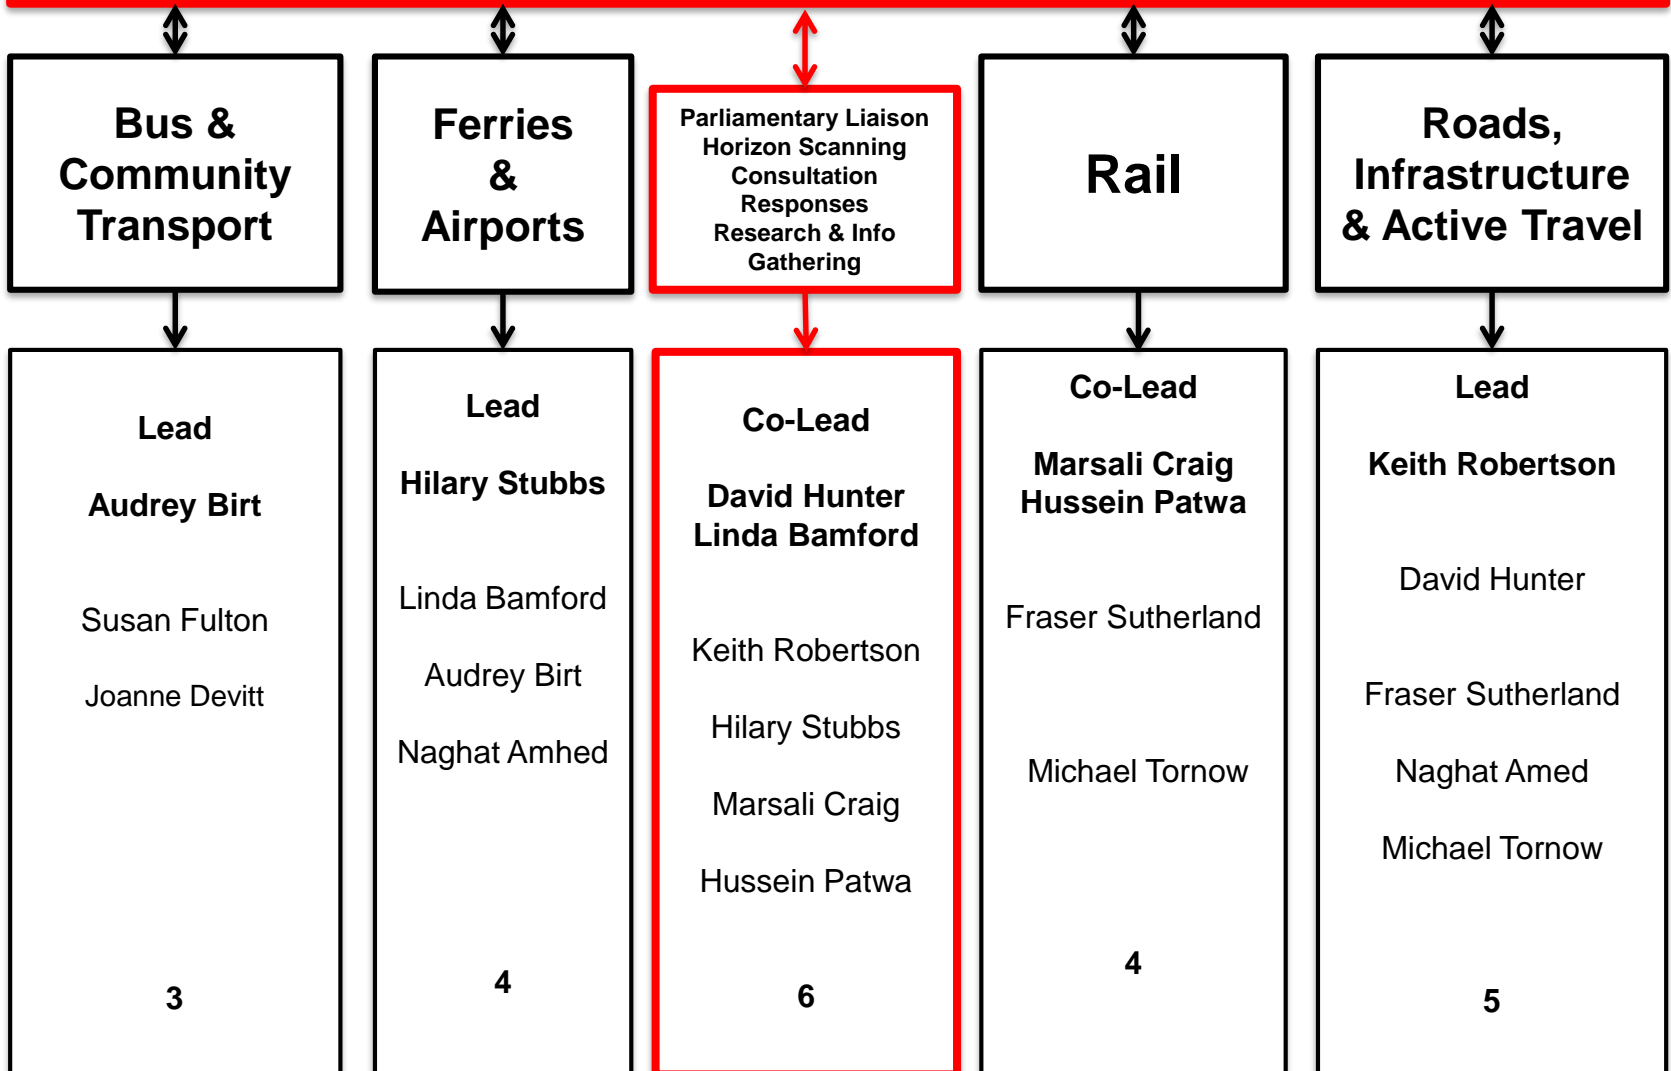 Bus &
Community
Transport
Ferries
&
Airports
Parliamentary Liaison
Horizon Scanning
Consultation
Responses
Research & Info
Gathering
Rail
Roads,
Infrastructure
& Active Travel
Lead
Audrey Birt
Susan Fulton
Joanne Devitt
3
Lead
Hilary Stubbs
Linda Bamford
Audrey Birt
Naghat Amhed
4
Co-Lead
David Hunter
Linda Bamford
Keith Robertson
Hilary Stubbs
Marsali Craig
Hussein Patwa
6
Co-Lead
Marsali Craig
Hussein Patwa
Fraser Sutherland
Michael Tornow
4
Lead
Keith Robertson
David Hunter
Fraser Sutherland
Naghat Amed
Michael Tornow
5